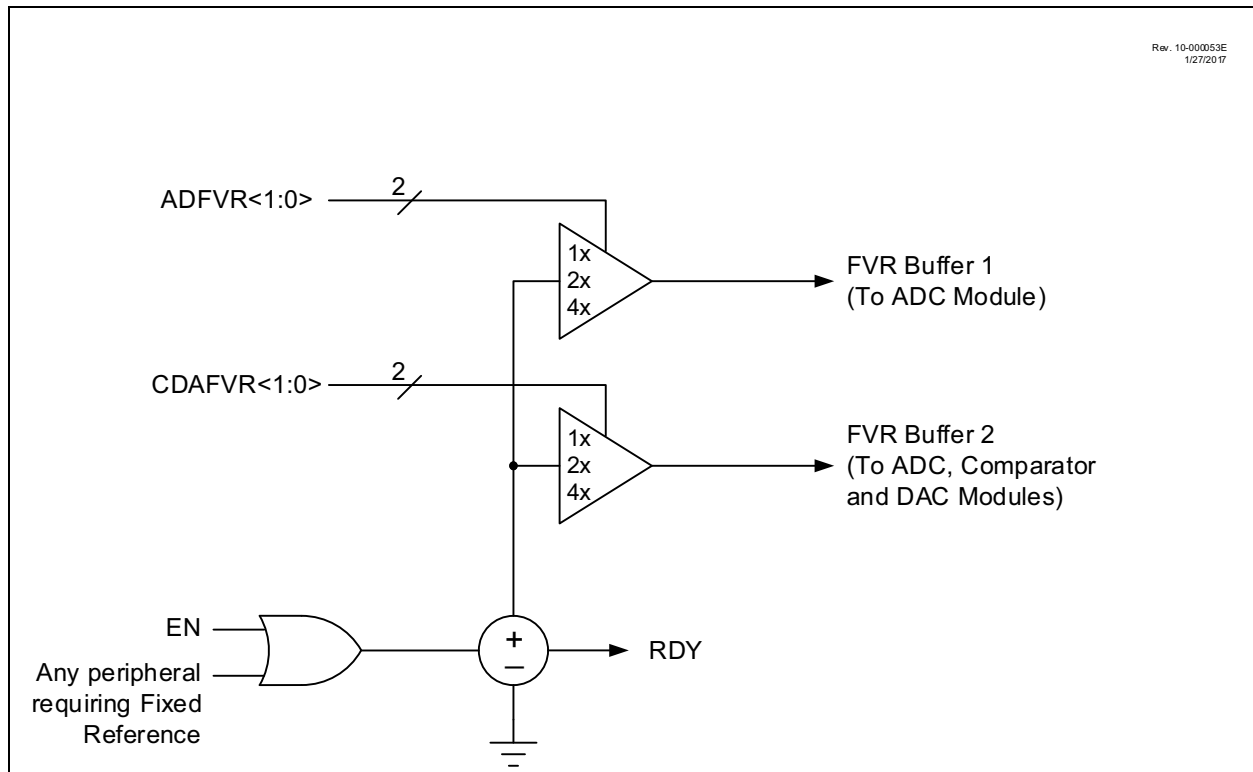 Rev. 10-000053E
1/27/2017
ADFVR<1:0>
2
1x
2x
4x
FVR Buffer 1
(To ADC Module)
CDAFVR<1:0>
2
1x
2x
4x
FVR Buffer 2
(To ADC, Comparator
and DAC Modules)
EN
Any peripheral
requiring Fixed
Reference
+
_
RDY